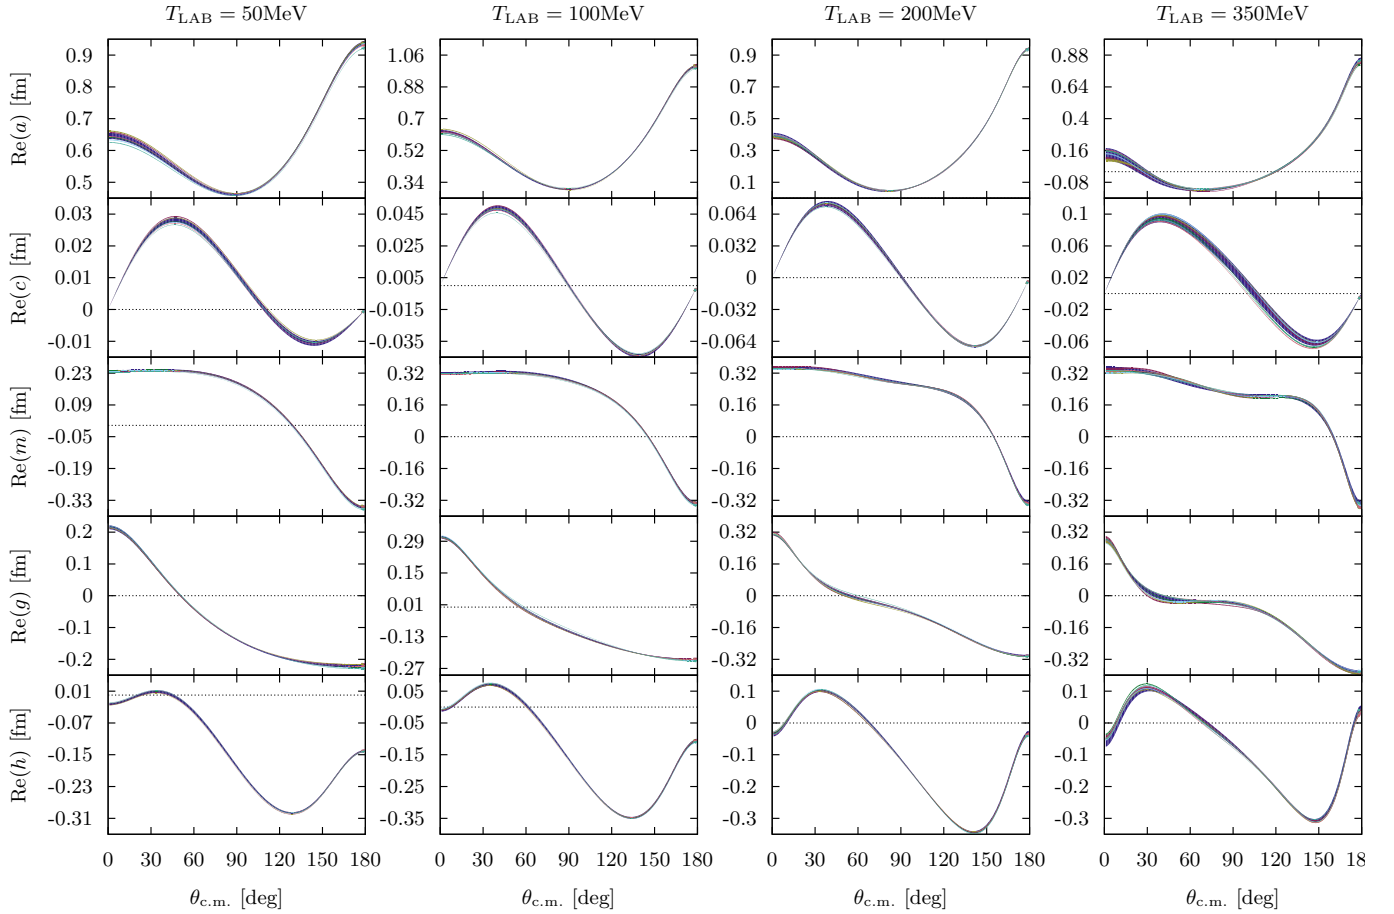 T_LAB = 50MeV T_LAB = 100MeV T_LAB = 200MeV T_LAB = 350MeV
Re(a) [fm]
0.9 1.06 0.9 0.88
0.8 0.88 0.7 0.64
0.7 0.7 0.5 0.4
0.6 0.52 0.3 0.16
0.5 0.34 0.1 -0.08
Re(c) [fm]
0.03 0.045 0.064 0.1
0.02 0.025 0.032 0.06
0.01 0.005 0 0.02
0 -0.015 -0.032 -0.02
-0.01 -0.035 -0.064 -0.06
Re(m) [fm]
0.23 0.32 0.32 0.32
0.09 0.16 0.16 0.16
-0.05 0 0 0
-0.19 -0.16 -0.16 -0.16
-0.33 -0.32 -0.32 -0.32
Re(g) [fm]
0.2 0.29 0.32 0.32
0.1 0.15 0.16 0.16
0 0.01 0 0
-0.1 -0.13 -0.16 -0.16
-0.2 -0.27 -0.32 -0.32
Re(h) [fm]
0.01 0.05 0.1 0.1
-0.07 -0.05 0 0
-0.15 -0.15 -0.1 -0.1
-0.23 -0.25 -0.2 -0.2
-0.31 -0.35 -0.3 -0.3
0 30 60 90 120 150 180 0 30 60 90 120 150 180 0 30 60 90 120 150 180 0 30 60 90 120 150 180
θ_c.m. [deg] θ_c.m. [deg] θ_c.m. [deg] θ_c.m. [deg]